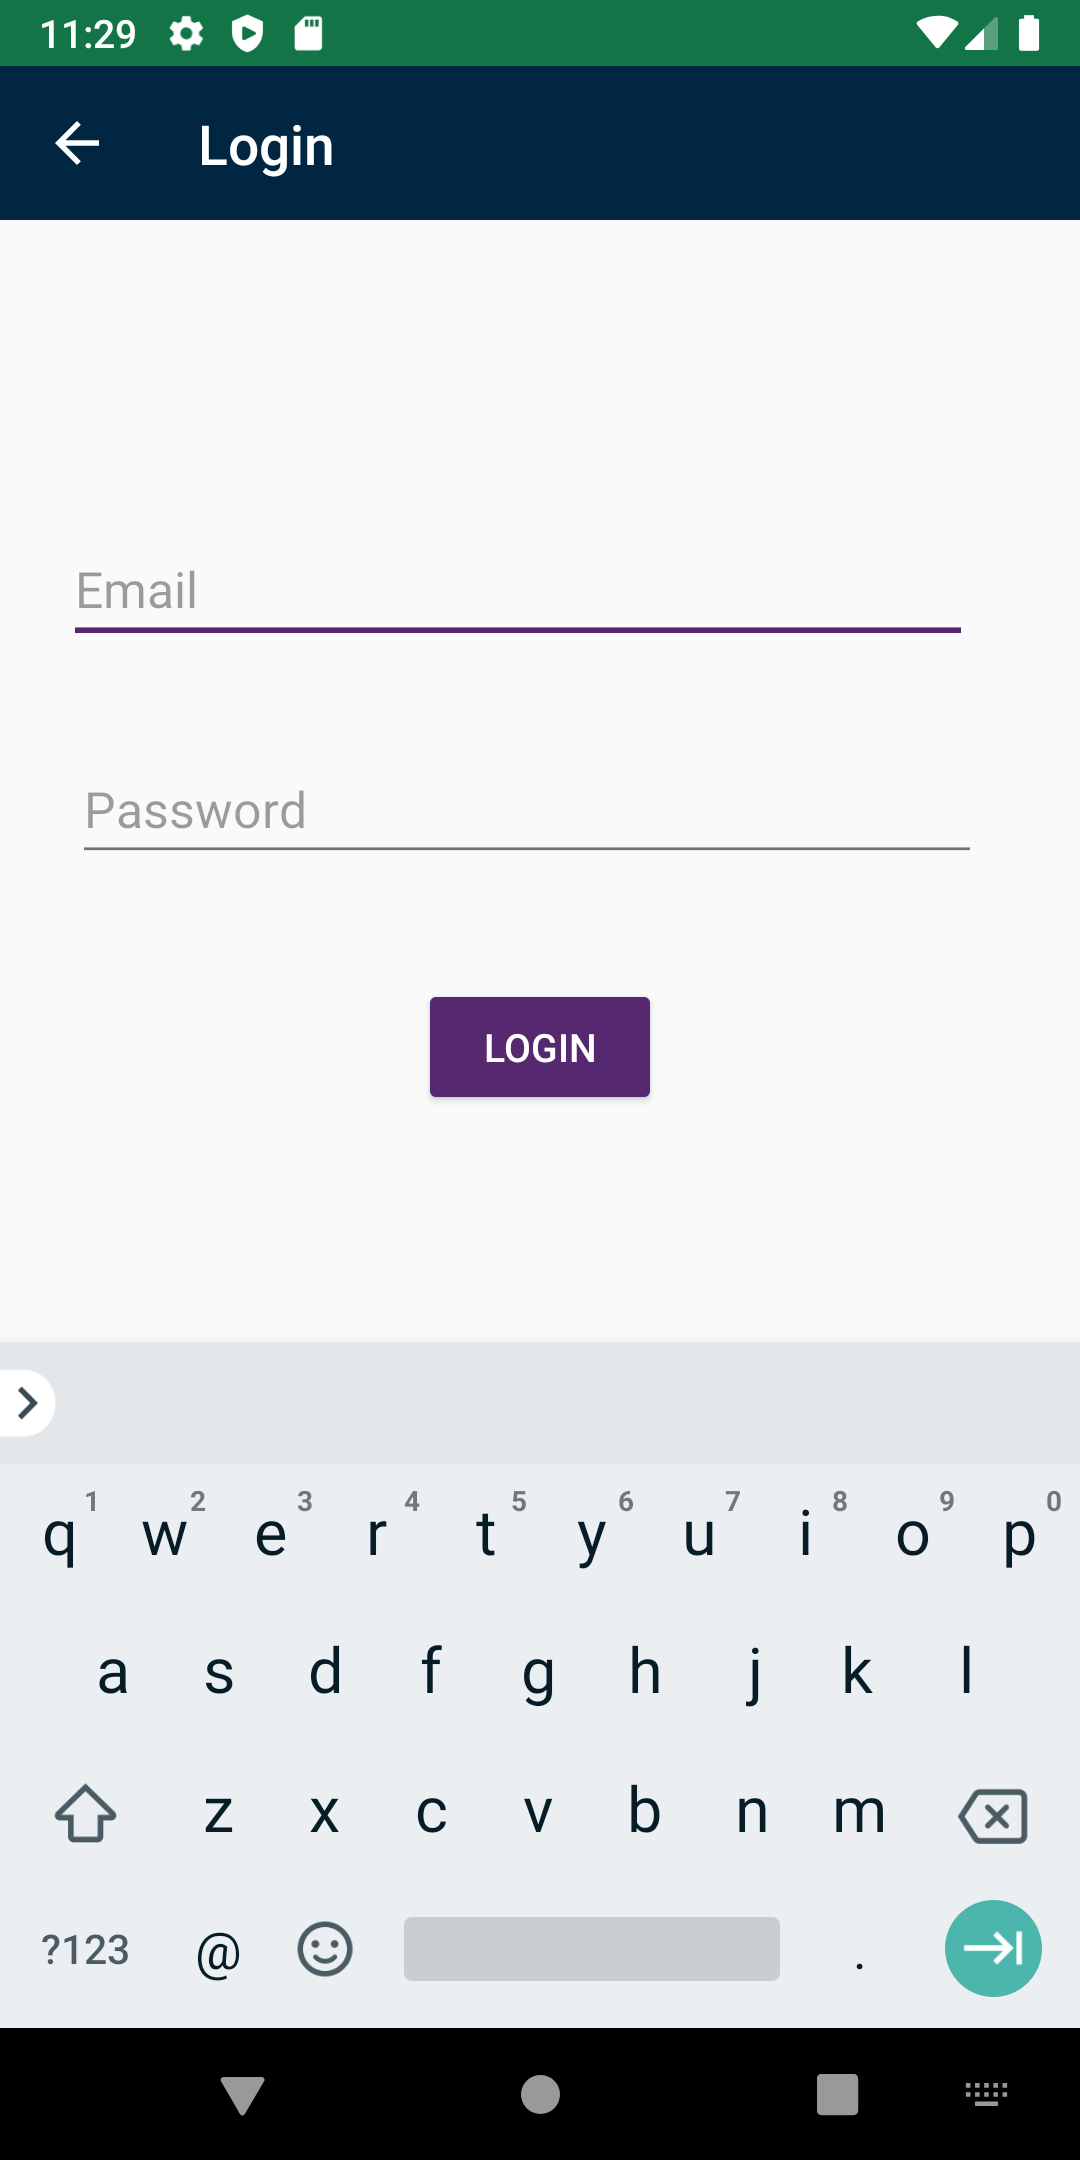 11:29
Login
Email
Password
LOGIN
1 2 3 4 5 6 7 8 9 0
q w e r t y u i o p
a s d f g h j k l
z x c v b n m
?123 @ .